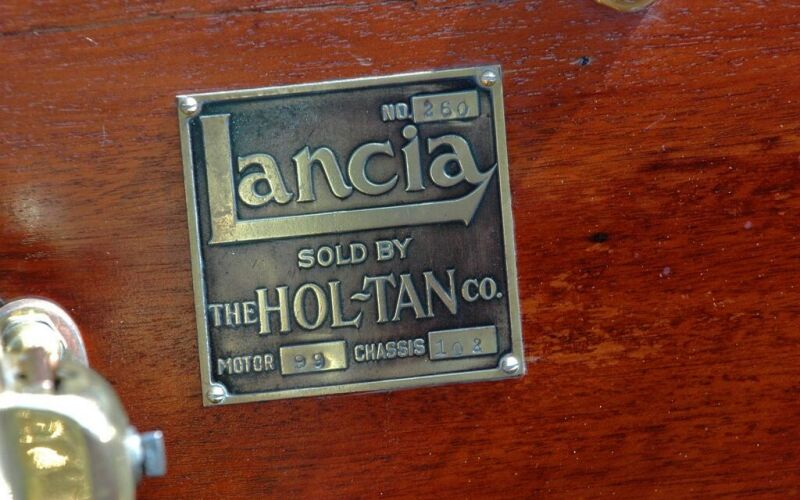 NO. 260
Lancia
SOLD BY
THE HOL-TAN CO.
MOTOR 99 CHASSIS 102